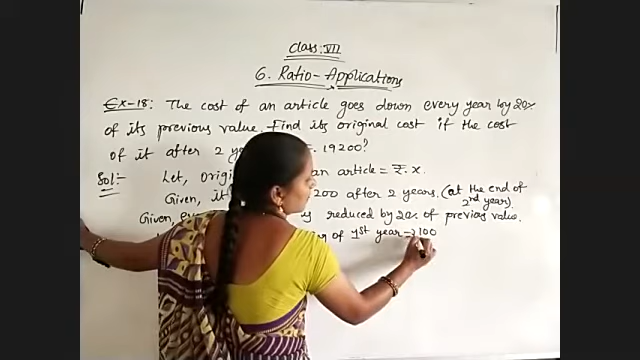 Class:VII
6. Ratio-Applications
Ex-18: The cost of an article goes down every year by 20%
of its previous value. Find its original cost if the cost
of it after 2 19200?
Sol:- Let, an article = ₹. x.
Given, it 200 after 2 years. (at the end of
2nd year).
Given, is reduced by 20% of previous value.
of 1st year → 100